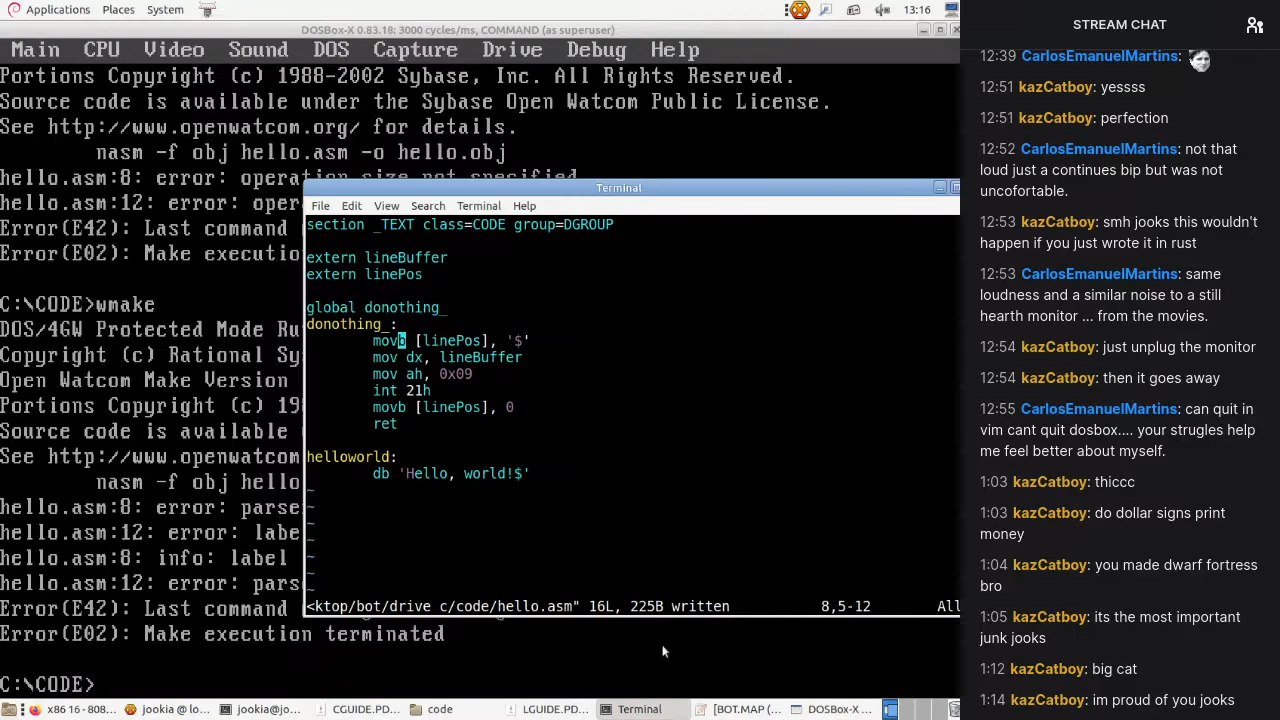 Applications Places System 13:16
DOSBox-X 0.83.18: 3000 cycles/ms, COMMAND (as superuser)
Main CPU Video Sound DOS Capture Drive Debug Help
Portions Copyright (c) 1988-2002 Sybase, Inc. All Rights Reserved.
Source code is available under the Sybase Open Watcom Public License.
See http://www.openwatcom.org/ for details.
nasm -f obj hello.asm -o hello.obj
hello.asm:8: error: operation size not specified
hello.asm:12: error: oper
Error(E42): Last command
Error(E02): Make execution
C:\CODE>wmake
DOS/4GW Protected Mode Ru
Copyright (c) Rational Sy
Open Watcom Make Version
Portions Copyright (c) 19
Source code is available
See http://www.openwatcom
nasm -f obj hello
hello.asm:8: error: parse
hello.asm:12: error: labe
hello.asm:8: info: label
hello.asm:12: error: pars
Error(E42): Last command
Error(E02): Make execution terminated
C:\CODE>
Terminal
File Edit View Search Terminal Help
section _TEXT class=CODE group=DGROUP
extern lineBuffer
extern linePos
global donothing_
donothing_:
movb [linePos], '$'
mov dx, lineBuffer
mov ah, 0x09
int 21h
movb [linePos], 0
ret
helloworld:
db 'Hello, world!$'
~
~
~
~
~
~
~
<ktop/bot/drive c/code/hello.asm" 16L, 225B written 8,5-12 All
x86 16 - 808... jookia @ lo... jookia@jo... CGUIDE.PD... code LGUIDE.PD... Terminal [BOT.MAP (... DOSBox-X ...
STREAM CHAT
12:39 CarlosEmanuelMartins:
12:51 kazCatboy: yessss
12:51 kazCatboy: perfection
12:52 CarlosEmanuelMartins: not that
loud just a continues bip but was not
uncofortable.
12:53 kazCatboy: smh jooks this wouldn't
happen if you just wrote it in rust
12:53 CarlosEmanuelMartins: same
loudness and a similar noise to a still
hearth monitor ... from the movies.
12:54 kazCatboy: just unplug the monitor
12:54 kazCatboy: then it goes away
12:55 CarlosEmanuelMartins: can quit in
vim cant quit dosbox.... your strugles help
me feel better about myself.
1:03 kazCatboy: thiccc
1:03 kazCatboy: do dollar signs print
money
1:04 kazCatboy: you made dwarf fortress
bro
1:05 kazCatboy: its the most important
junk jooks
1:12 kazCatboy: big cat
1:14 kazCatboy: im proud of you jooks